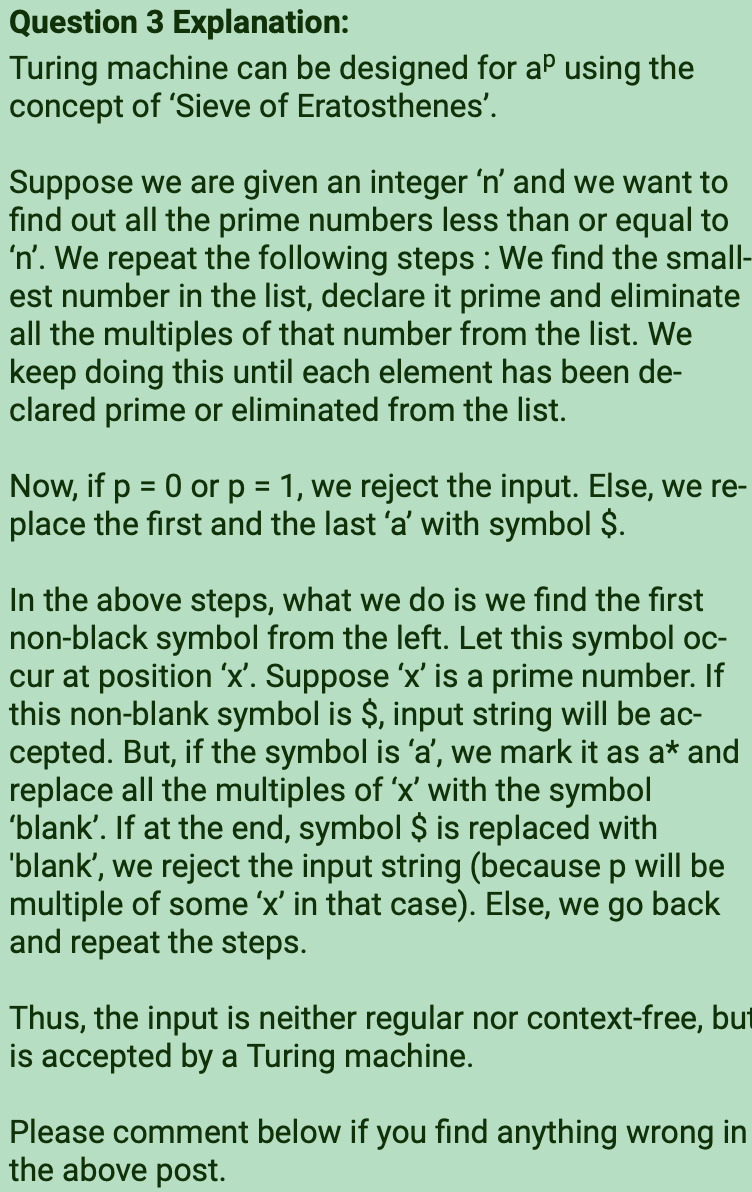 Question 3 Explanation:
Turing machine can be designed for aᵖ using the
concept of ‘Sieve of Eratosthenes’.
Suppose we are given an integer ‘n’ and we want to
find out all the prime numbers less than or equal to
‘n’. We repeat the following steps : We find the small-
est number in the list, declare it prime and eliminate
all the multiples of that number from the list. We
keep doing this until each element has been de-
clared prime or eliminated from the list.
Now, if p = 0 or p = 1, we reject the input. Else, we re-
place the first and the last ‘a’ with symbol $.
In the above steps, what we do is we find the first
non-black symbol from the left. Let this symbol oc-
cur at position ‘x’. Suppose ‘x’ is a prime number. If
this non-blank symbol is $, input string will be ac-
cepted. But, if the symbol is ‘a’, we mark it as a* and
replace all the multiples of ‘x’ with the symbol
‘blank’. If at the end, symbol $ is replaced with
'blank’, we reject the input string (because p will be
multiple of some ‘x’ in that case). Else, we go back
and repeat the steps.
Thus, the input is neither regular nor context-free, but
is accepted by a Turing machine.
Please comment below if you find anything wrong in
the above post.